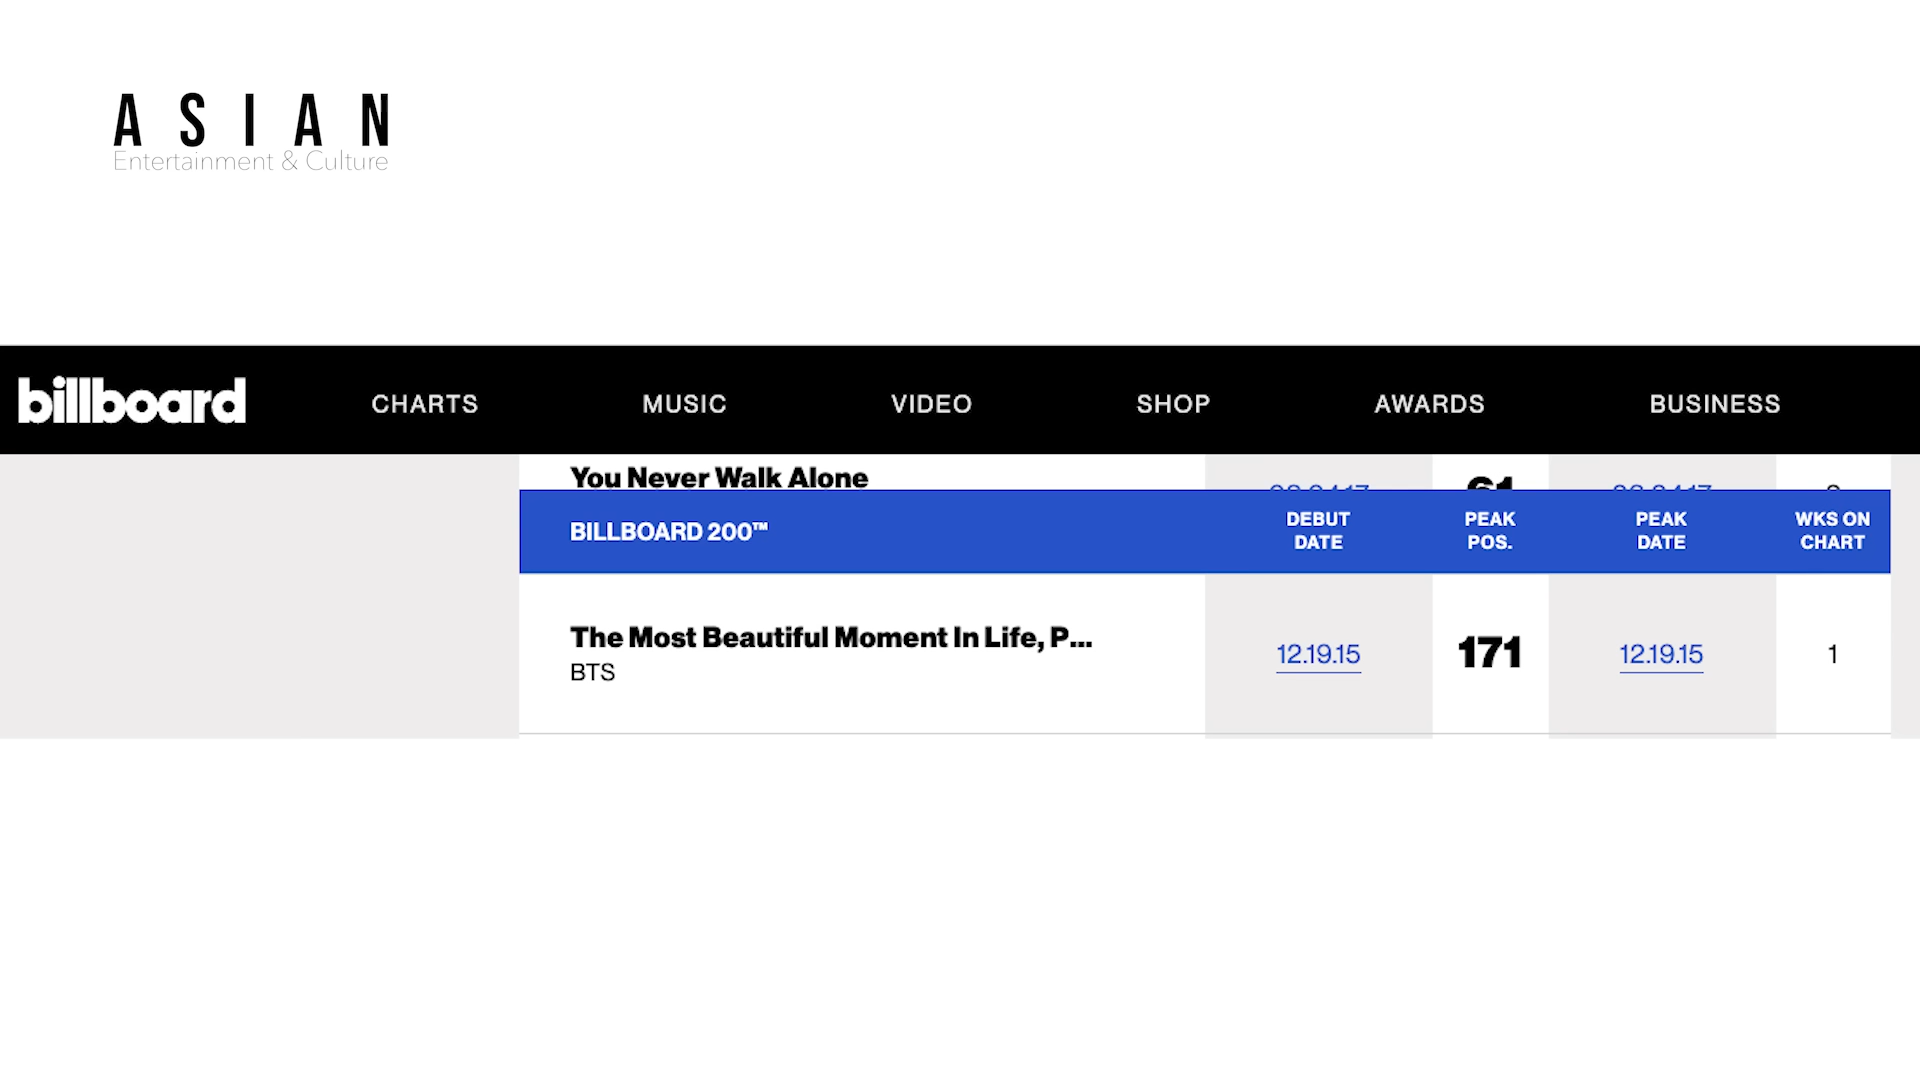 ASIAN
Entertainment & Culture
billboard CHARTS MUSIC VIDEO SHOP AWARDS BUSINESS
You Never Walk Alone 61
BILLBOARD 200™ DEBUT DATE PEAK POS. PEAK DATE WKS ON CHART
The Most Beautiful Moment In Life, P...
BTS
12.19.15 171 12.19.15 1